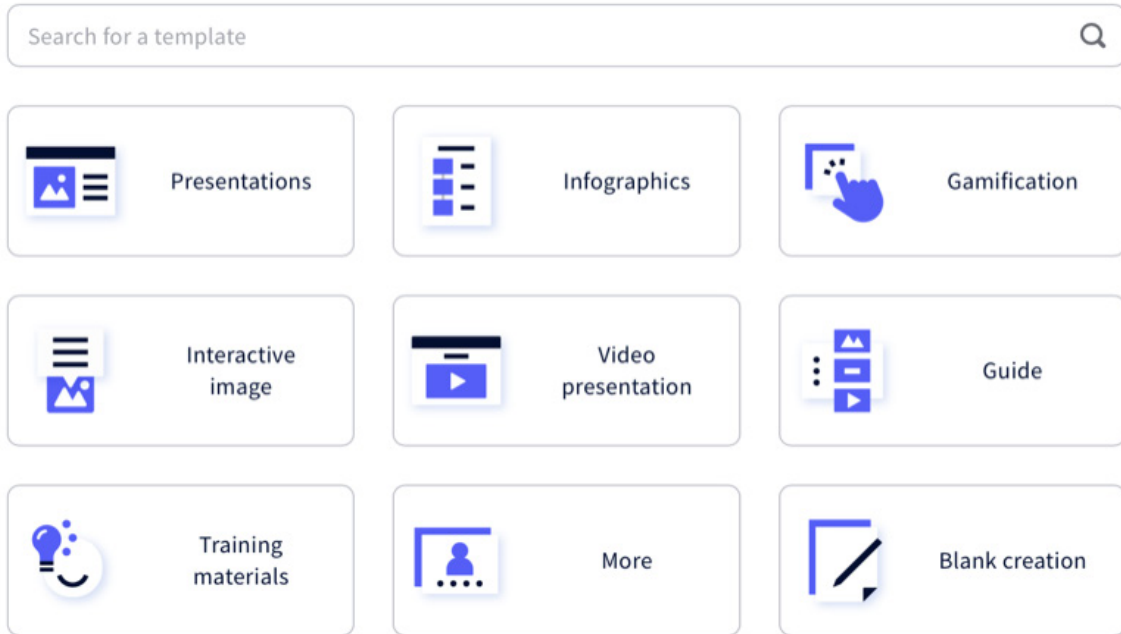 Search for a template
Presentations
Infographics
Gamification
Interactive
image
Video
presentation
Guide
Training
materials
More
Blank creation